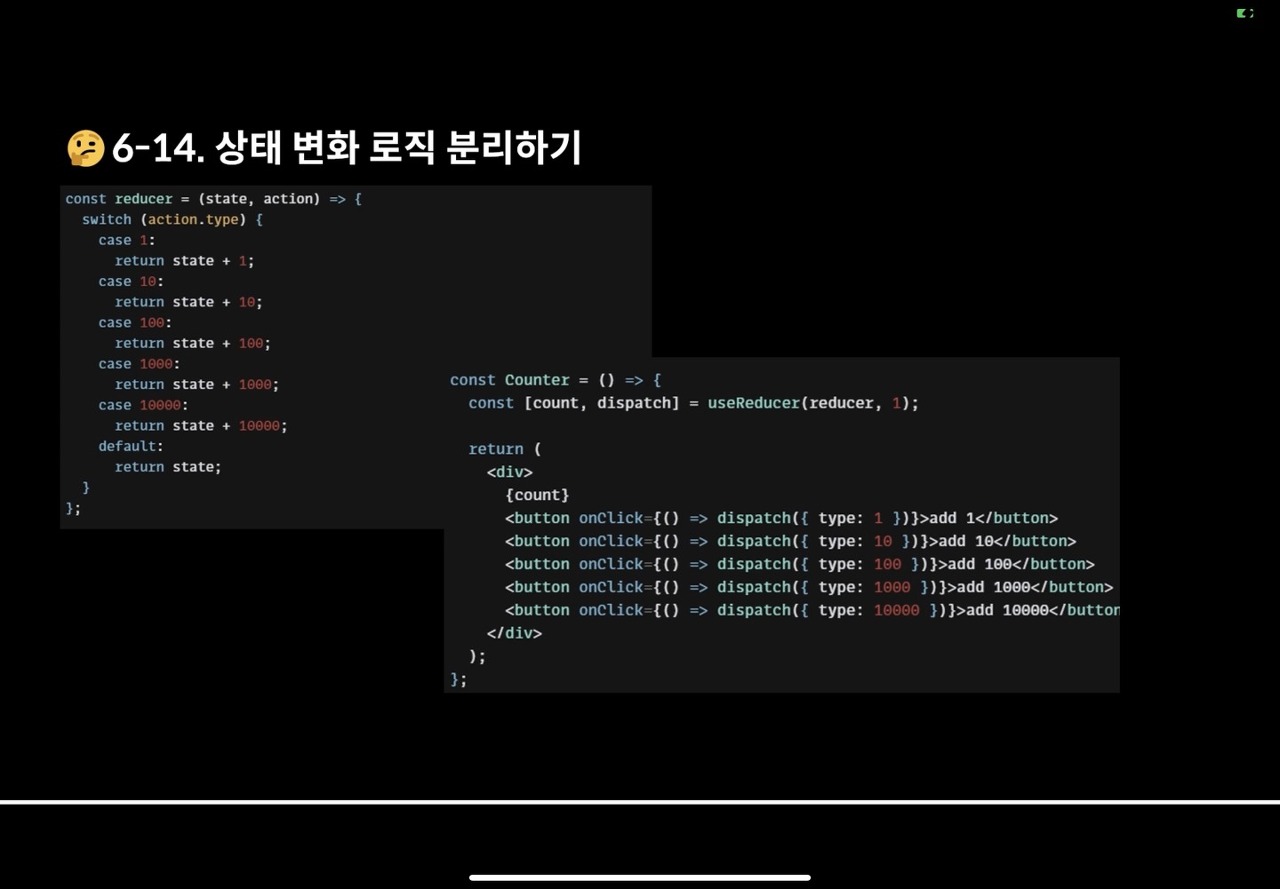 🤔6-14. 상태 변화 로직 분리하기
const reducer = (state, action) => {
  switch (action.type) {
    case 1:
      return state + 1;
    case 10:
      return state + 10;
    case 100:
      return state + 100;
    case 1000:
      return state + 1000;
    case 10000:
      return state + 10000;
    default:
      return state;
  }
};
const Counter = () => {
  const [count, dispatch] = useReducer(reducer, 1);
  return (
    <div>
      {count}
      <button onClick={() => dispatch({ type: 1 })}>add 1</button>
      <button onClick={() => dispatch({ type: 10 })}>add 10</button>
      <button onClick={() => dispatch({ type: 100 })}>add 100</button>
      <button onClick={() => dispatch({ type: 1000 })}>add 1000</button>
      <button onClick={() => dispatch({ type: 10000 })}>add 10000</button
    </div>
  );
};